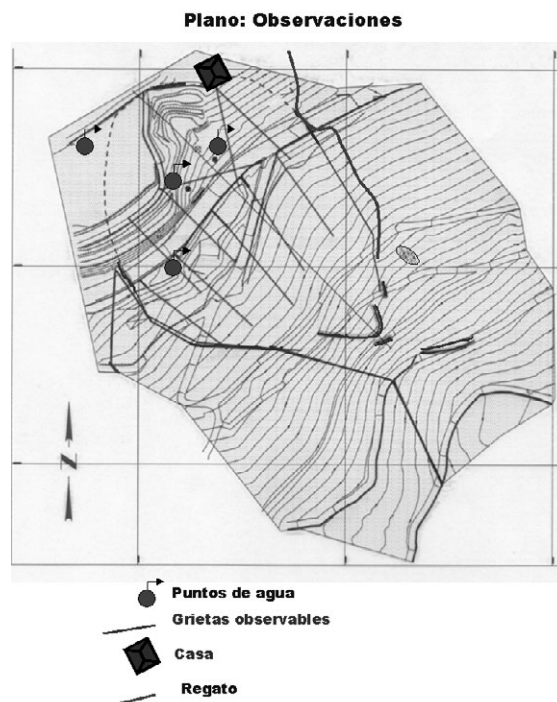 Plano: Observaciones
N
Puntos de agua
Grietas observables
Casa
Regato